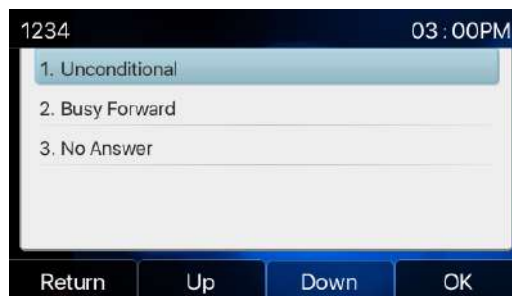 1234 03:00PM
1. Unconditional
2. Busy Forward
3. No Answer
Return Up Down OK